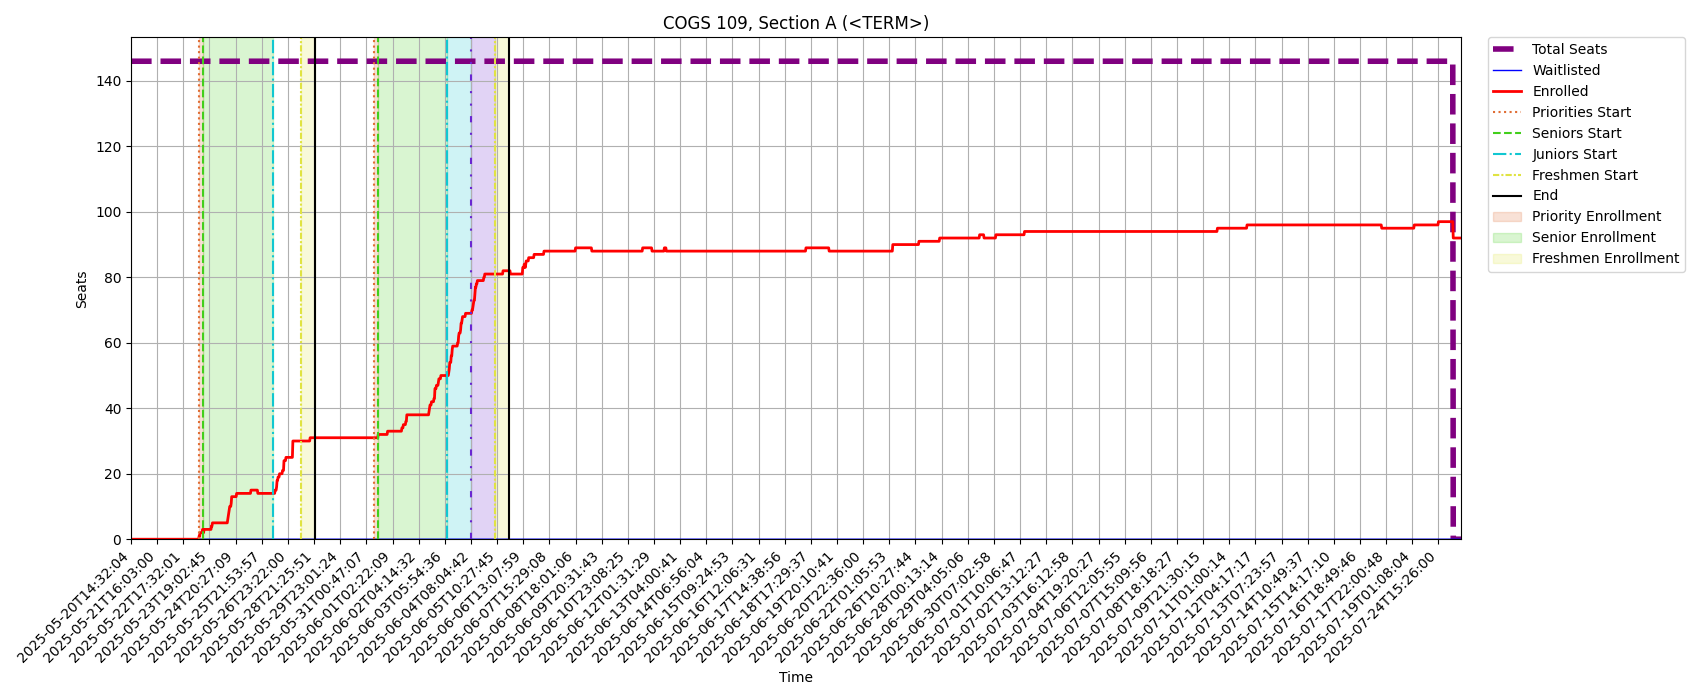 COGS 109, Section A (<TERM>)
Seats
140
120
100
80
60
40
20
0
2025-05-20T14:32:04
2025-05-21T16:03:00
2025-05-22T17:32:01
2025-05-23T19:02:45
2025-05-24T20:27:09
2025-05-25T21:53:57
2025-05-26T23:22:00
2025-05-28T21:25:51
2025-05-29T23:01:24
2025-05-31T00:47:07
2025-06-01T02:22:09
2025-06-02T04:14:32
2025-06-03T05:54:36
2025-06-04T08:04:42
2025-06-05T10:27:45
2025-06-06T13:07:59
2025-06-07T15:29:08
2025-06-08T18:01:06
2025-06-09T20:31:43
2025-06-10T23:08:25
2025-06-12T01:31:29
2025-06-13T04:00:41
2025-06-14T06:56:04
2025-06-15T09:24:53
2025-06-16T12:06:31
2025-06-17T14:38:56
2025-06-18T17:29:37
2025-06-19T20:10:41
2025-06-20T22:36:00
2025-06-22T01:05:53
2025-06-26T10:27:44
2025-06-28T00:13:14
2025-06-29T04:05:06
2025-06-30T07:02:58
2025-07-01T10:06:47
2025-07-02T13:12:27
2025-07-03T16:12:58
2025-07-04T19:20:27
2025-07-06T12:05:55
2025-07-07T15:09:56
2025-07-08T18:18:27
2025-07-09T21:30:15
2025-07-11T01:00:14
2025-07-12T04:17:17
2025-07-13T07:23:57
2025-07-14T10:49:37
2025-07-15T14:17:10
2025-07-16T18:49:46
2025-07-17T22:00:48
2025-07-19T01:08:04
2025-07-24T15:26:00
Time
Total Seats
Waitlisted
Enrolled
Priorities Start
Seniors Start
Juniors Start
Freshmen Start
End
Priority Enrollment
Senior Enrollment
Freshmen Enrollment